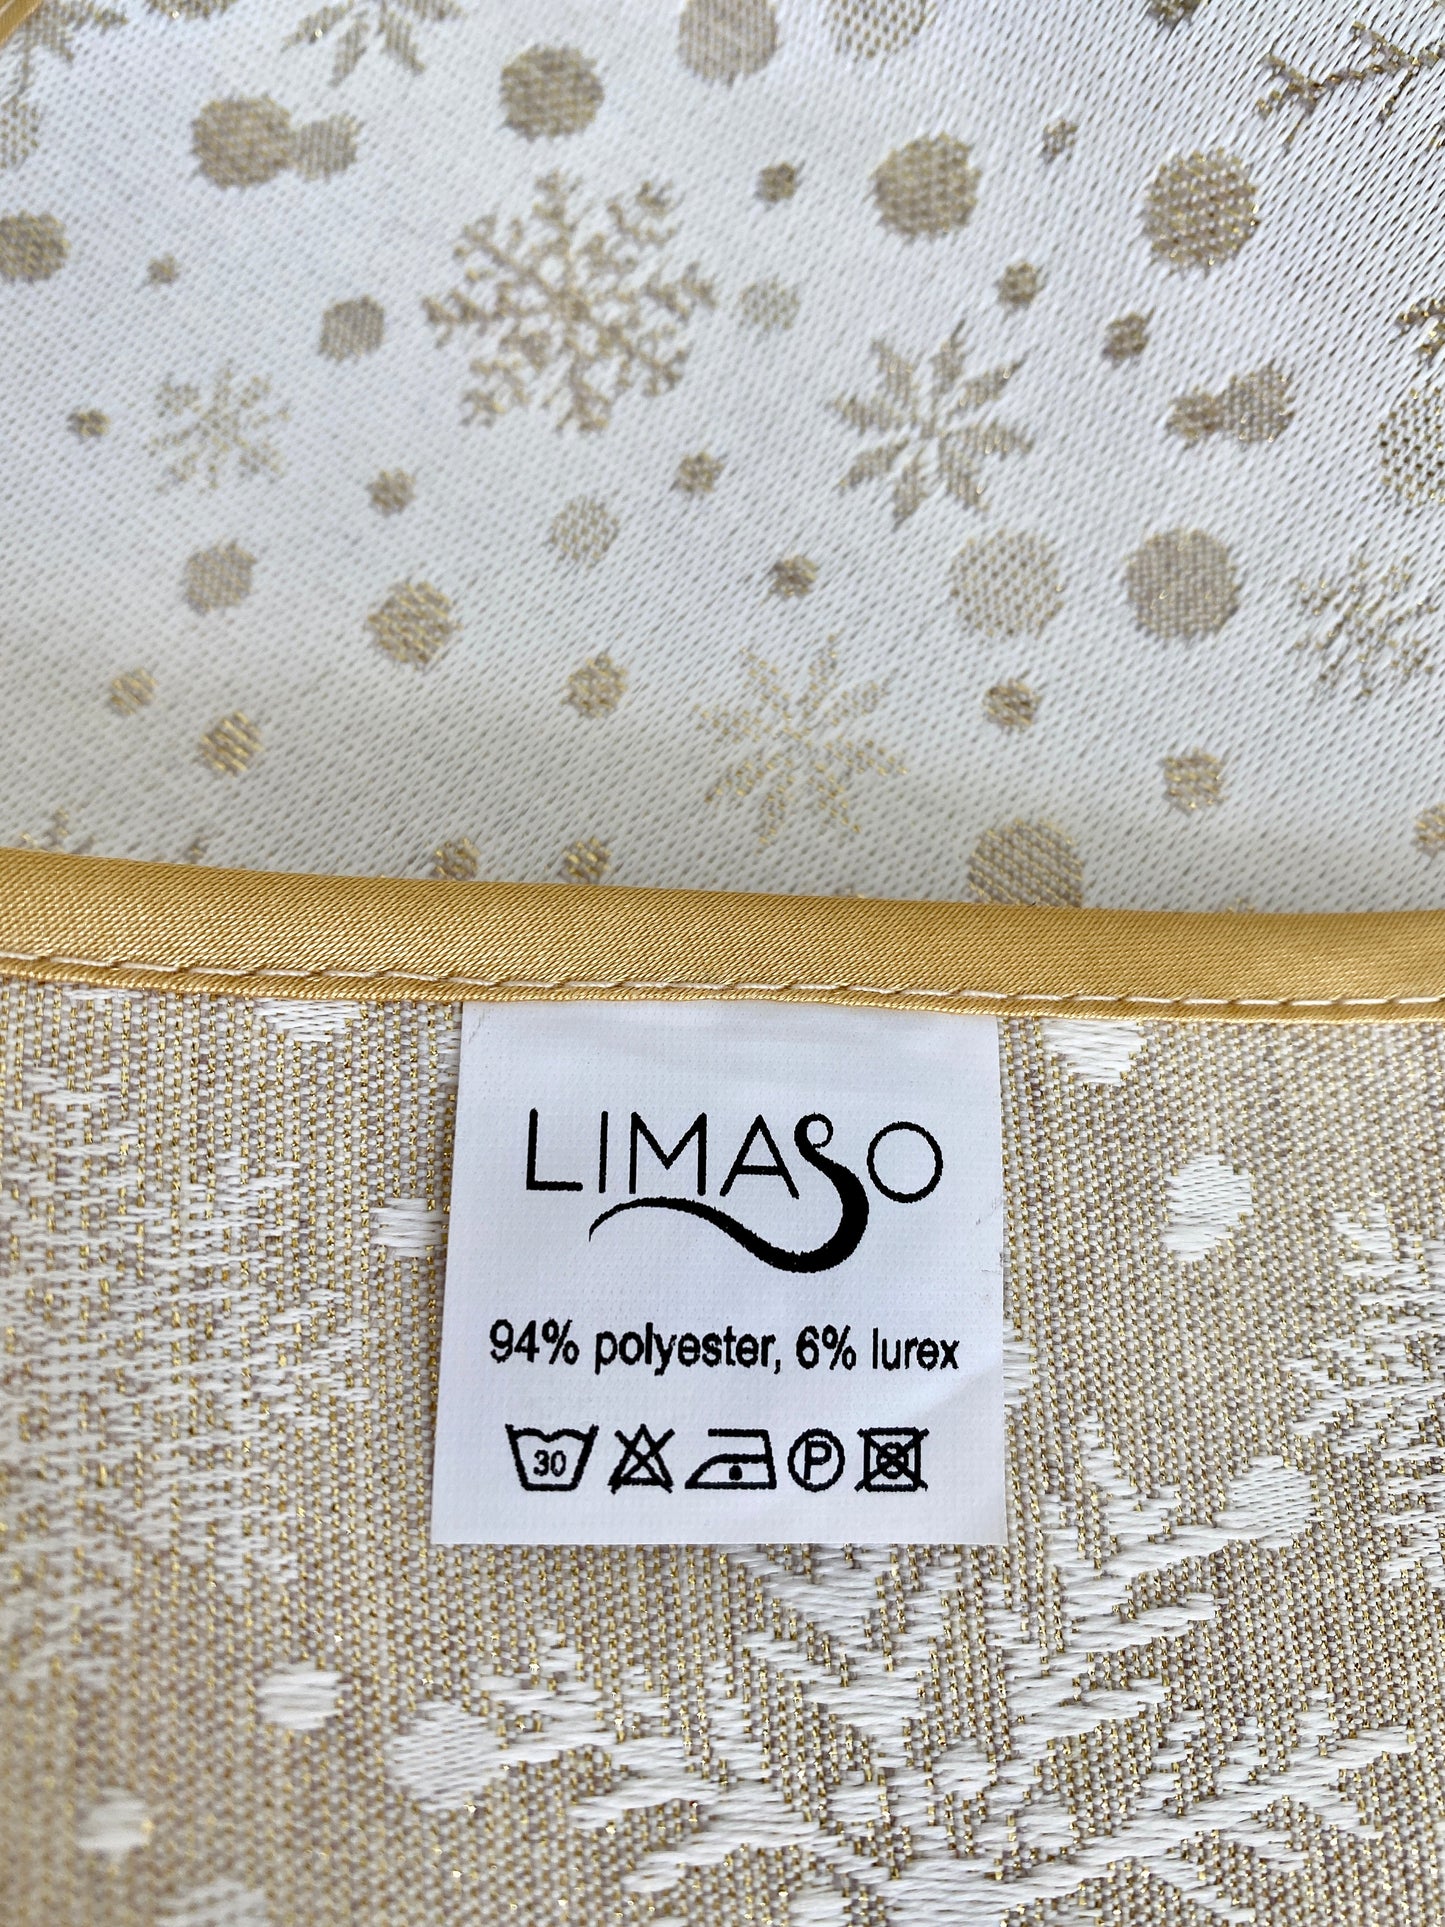 LIMASO
94% polyester, 6% lurex
30 P